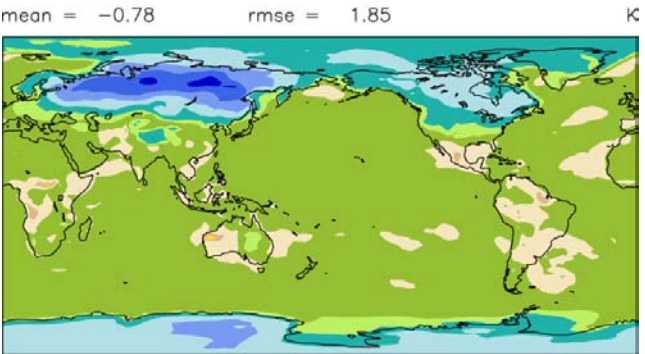 mean = −0.78 rmse = 1.85 K